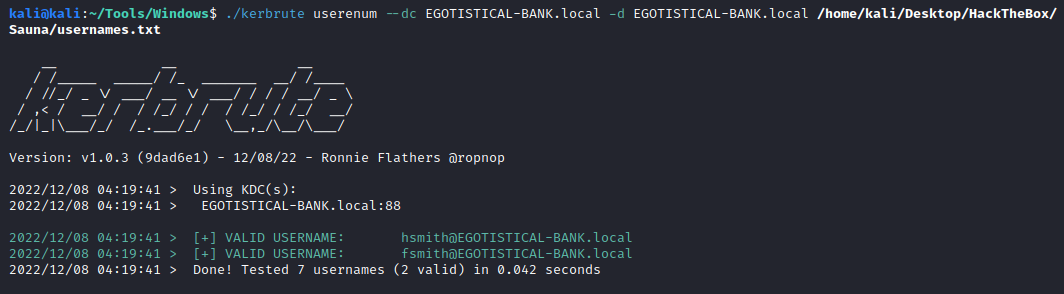 kali@kali:~/Tools/Windows$ ./kerbrute userenum --dc EGOTISTICAL-BANK.local -d EGOTISTICAL-BANK.local /home/kali/Desktop/HackTheBox/
Sauna/usernames.txt
kerbrute
Version: v1.0.3 (9dad6e1) - 12/08/22 - Ronnie Flathers @ropnop
2022/12/08 04:19:41 >  Using KDC(s):
2022/12/08 04:19:41 >   EGOTISTICAL-BANK.local:88
2022/12/08 04:19:41 >  [+] VALID USERNAME:       hsmith@EGOTISTICAL-BANK.local
2022/12/08 04:19:41 >  [+] VALID USERNAME:       fsmith@EGOTISTICAL-BANK.local
2022/12/08 04:19:41 >  Done! Tested 7 usernames (2 valid) in 0.042 seconds